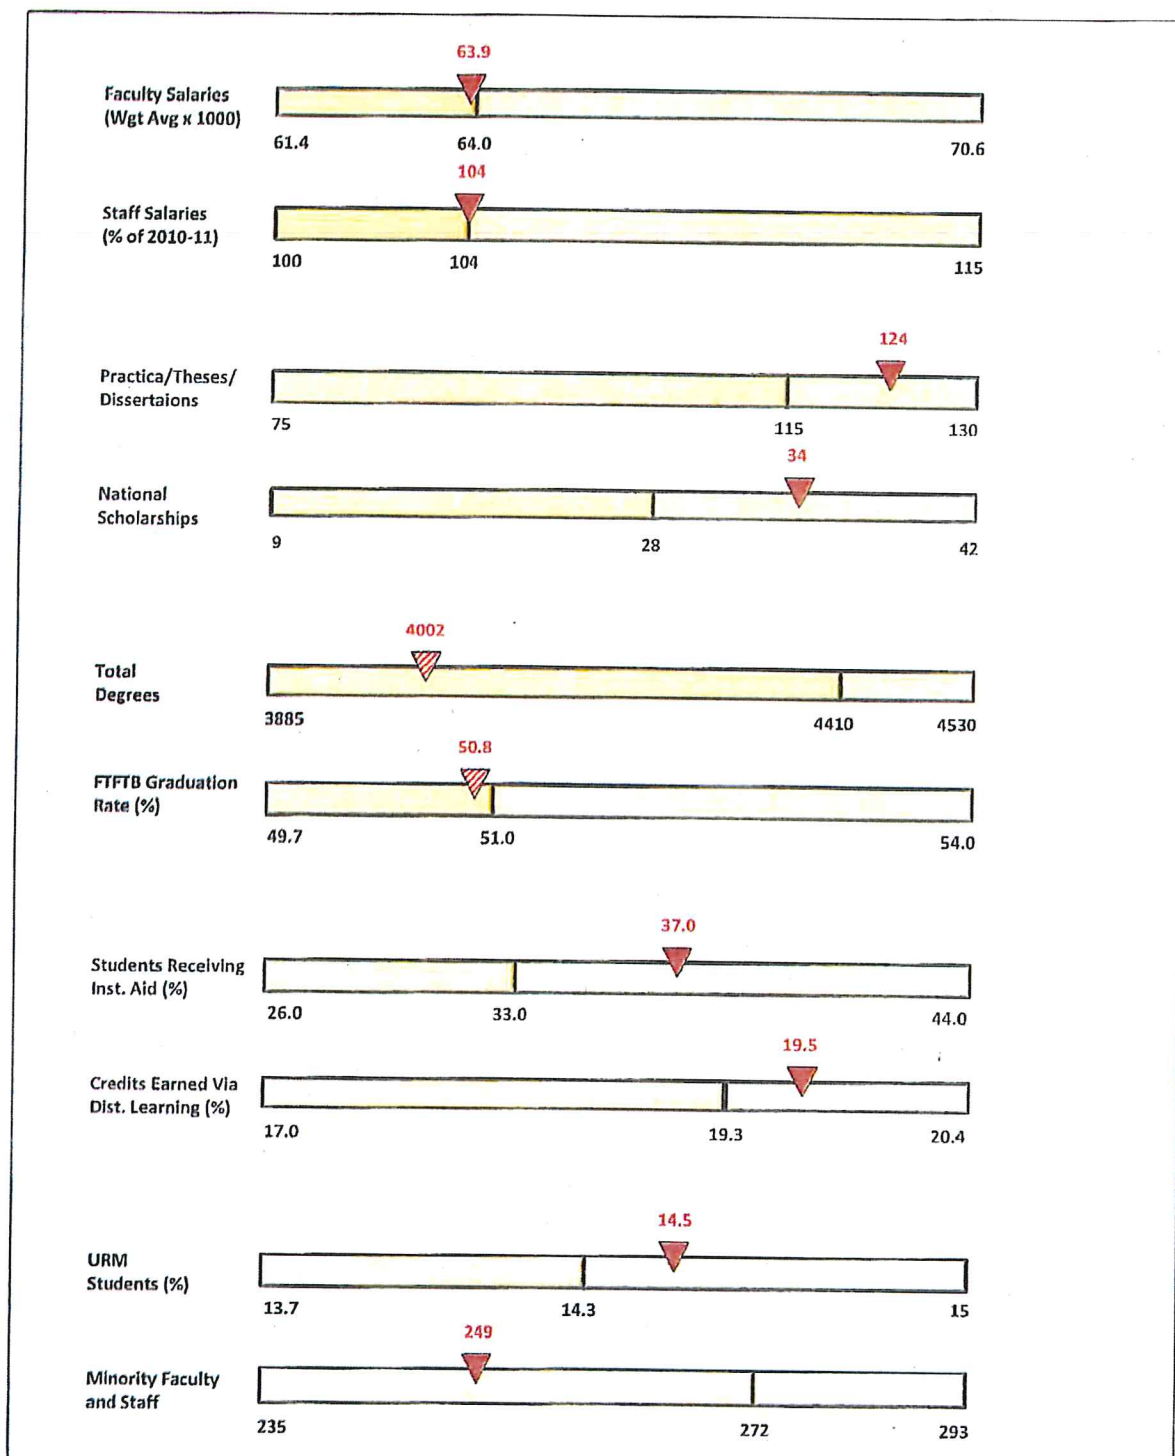 63.9
Faculty Salaries
(Wgt Avg x 1000)
61.4 64.0 70.6
104
Staff Salaries
(% of 2010-11)
100 104 115
124
Practica/Theses/
Dissertaions
75 115 130
34
National
Scholarships
9 28 42
4002
Total
Degrees
3885 4410 4530
50.8
FTFTB Graduation
Rate (%)
49.7 51.0 54.0
37.0
Students Receiving
Inst. Aid (%)
26.0 33.0 44.0
19.5
Credits Earned Via
Dist. Learning (%)
17.0 19.3 20.4
14.5
URM
Students (%)
13.7 14.3 15
249
Minority Faculty
and Staff
235 272 293